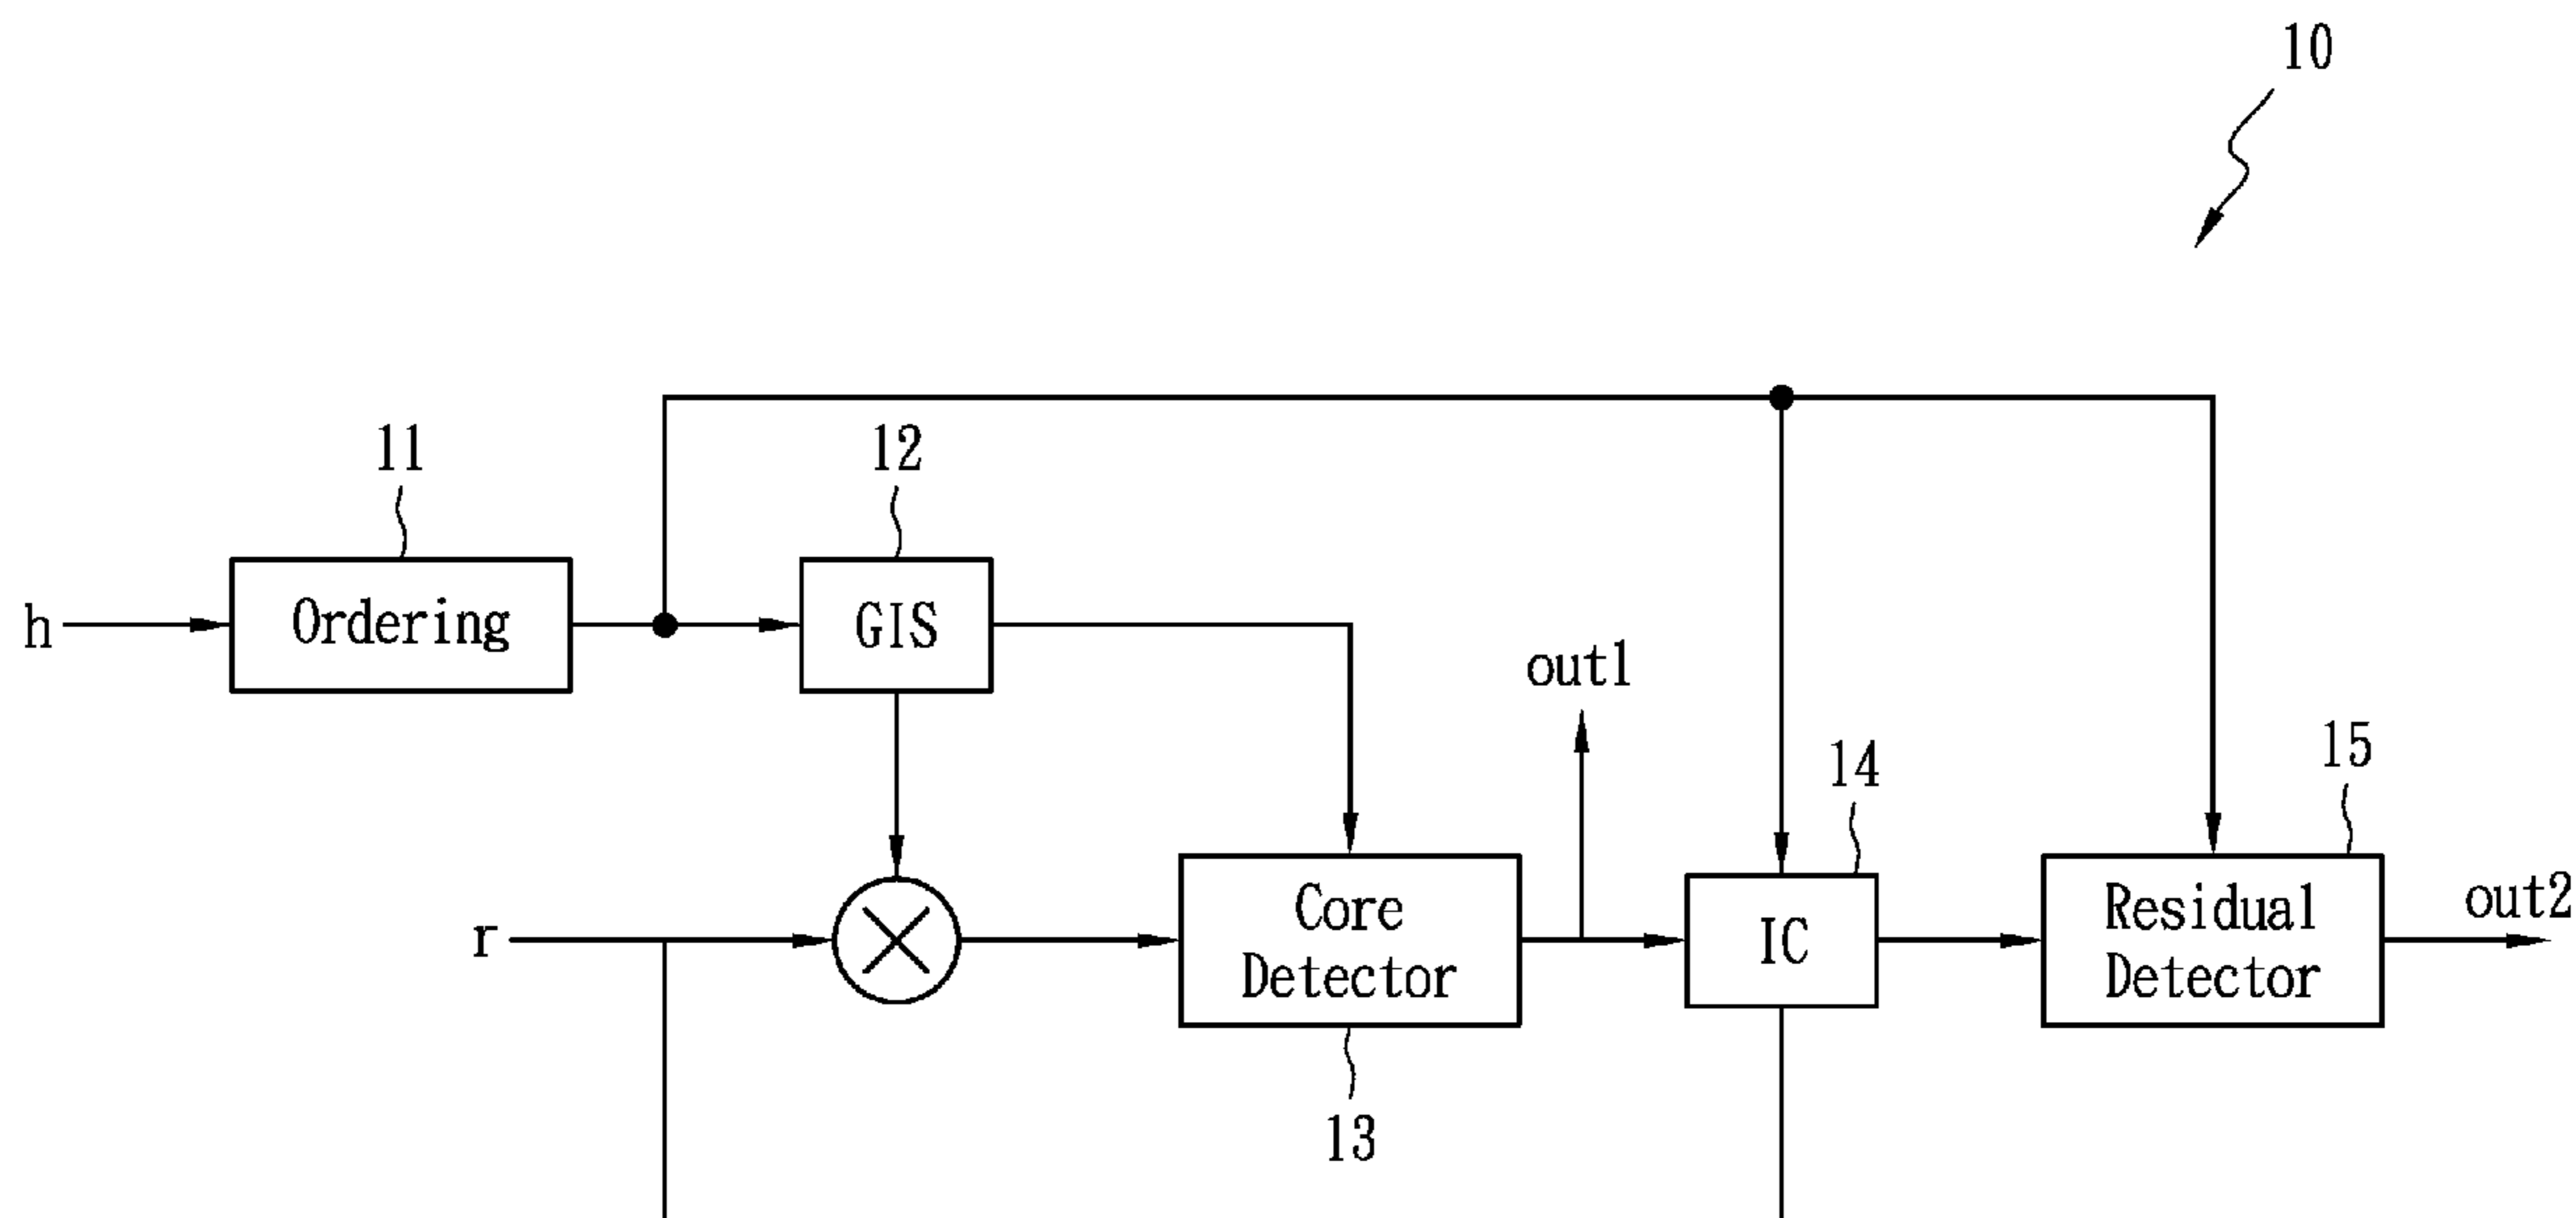 10
11
12
h
Ordering
GIS
out1
14
15
r
Core
Detector
IC
Residual
Detector
out2
13